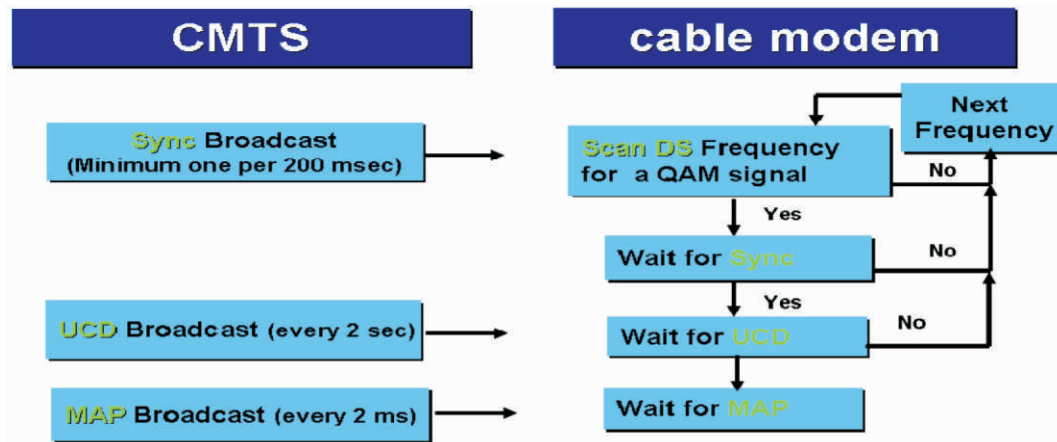 CMTS
cable modem
Sync Broadcast
(Minimum one per 200 msec)
Next
Frequency
Scan DS Frequency
for a QAM signal
No
Yes
Wait for Sync
No
Yes
UCD Broadcast (every 2 sec)
Wait for UCD
No
MAP Broadcast (every 2 ms)
Wait for MAP